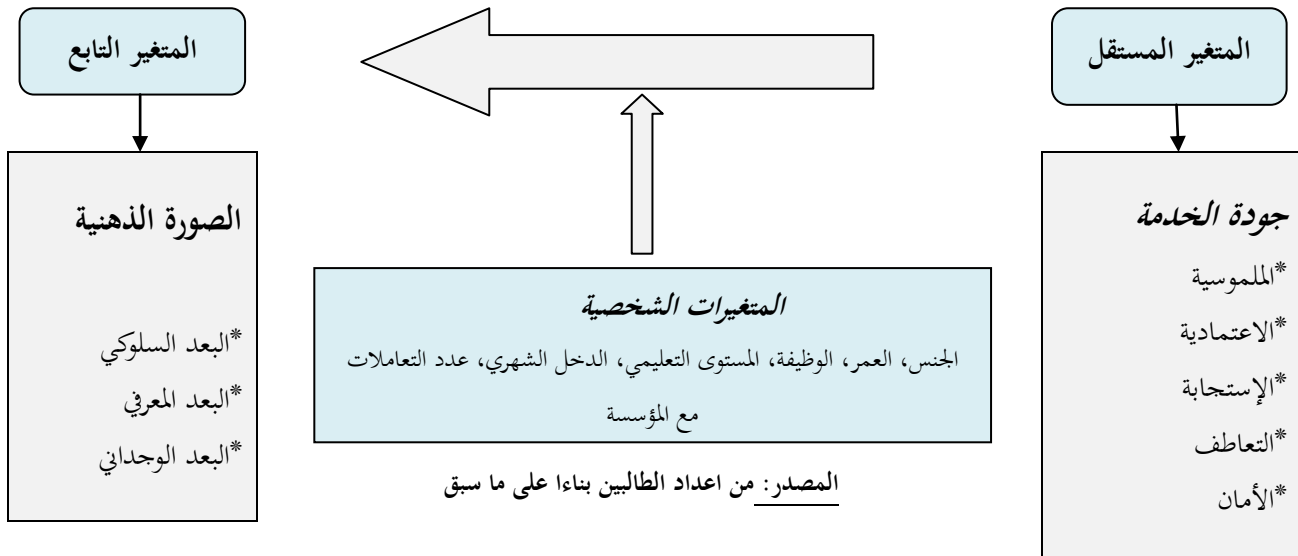 المتغير المستقل
جودة الخدمة
*الملموسية
*الاعتمادية
*الإستجابة
*التعاطف
*الأمان
المتغير التابع
الصورة الذهنية
*البعد السلوكي
*البعد المعرفي
*البعد الوجداني
المتغيرات الشخصية
الجنس، العمر، الوظيفة، المستوى التعليمي، الدخل الشهري، عدد التعاملات
مع المؤسسة
المصدر: من اعداد الطالبين بناءا على ما سبق